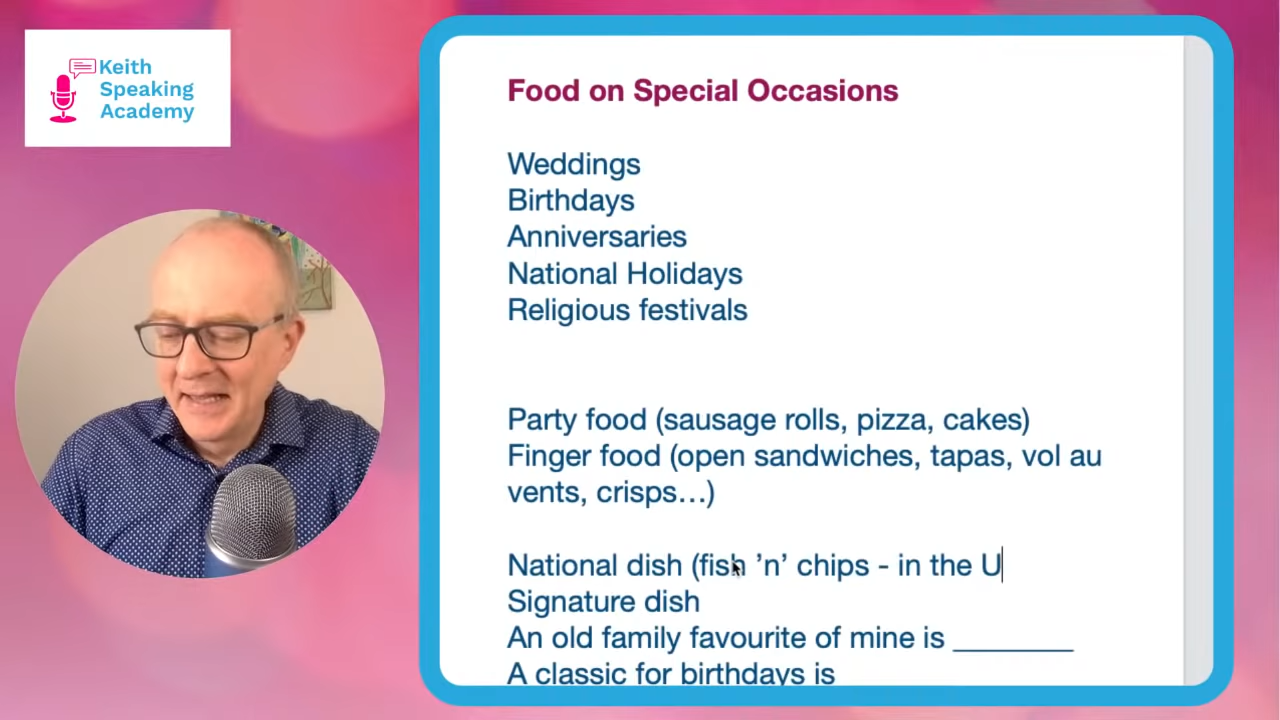 Keith
Speaking
Academy
Food on Special Occasions
Weddings
Birthdays
Anniversaries
National Holidays
Religious festivals
Party food (sausage rolls, pizza, cakes)
Finger food (open sandwiches, tapas, vol au
vents, crisps…)
National dish (fish ’n’ chips - in the U
Signature dish
An old family favourite of mine is ________
A classic for birthdays is